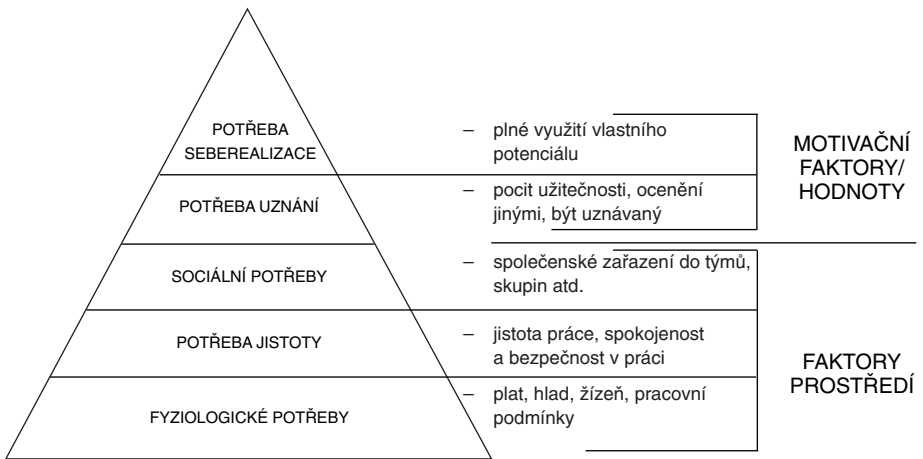 POTŘEBA
SEBEREALIZACE
– plné využití vlastního
potenciálu
POTŘEBA UZNÁNÍ
– pocit užitečnosti, ocenění
jinými, být uznávaný
MOTIVAČNÍ
FAKTORY/
HODNOTY
SOCIÁLNÍ POTŘEBY
– společenské zařazení do týmů,
skupin atd.
POTŘEBA JISTOTY
– jistota práce, spokojenost
a bezpečnost v práci
FYZIOLOGICKÉ POTŘEBY
– plat, hlad, žízeň, pracovní
podmínky
FAKTORY
PROSTŘEDÍ